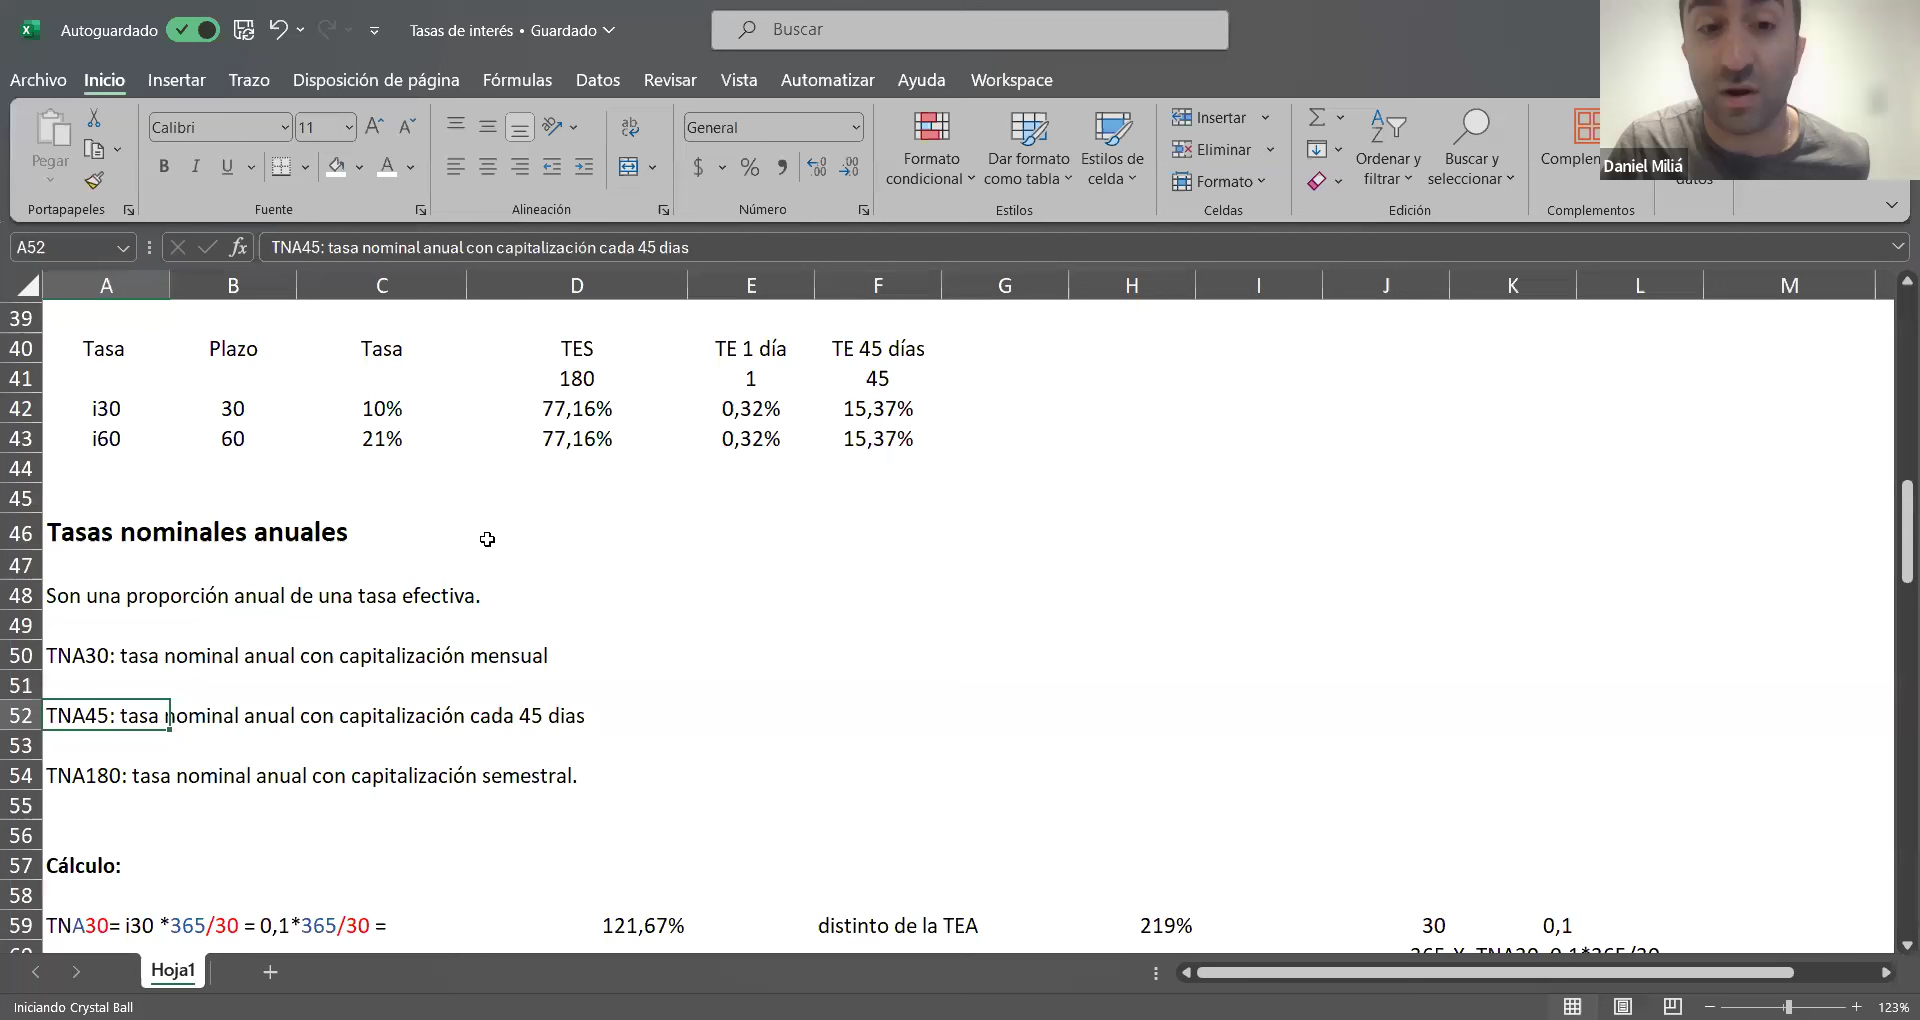 Autoguardado
Tasas de interés • Guardado
Buscar
Archivo Inicio Insertar Trazo Disposición de página Fórmulas Datos Revisar Vista Automatizar Ayuda Workspace
Pegar
Portapapeles
Calibri 11
Fuente
Alineación
General
Número
Formato condicional
Dar formato como tabla
Estilos de celda
Estilos
Insertar
Eliminar
Formato
Celdas
Ordenar y filtrar
Buscar y seleccionar
Edición
Complementos
Daniel Miliá
A52
fx
TNA45: tasa nominal anual con capitalización cada 45 dias
A B C D E F G H I J K L M
39
40 Tasa Plazo Tasa TES TE 1 día TE 45 días
41 180 1 45
42 i30 30 10% 77,16% 0,32% 15,37%
43 i60 60 21% 77,16% 0,32% 15,37%
44
45
46 Tasas nominales anuales
47
48 Son una proporción anual de una tasa efectiva.
49
50 TNA30: tasa nominal anual con capitalización mensual
51
52 TNA45: tasa nominal anual con capitalización cada 45 dias
53
54 TNA180: tasa nominal anual con capitalización semestral.
55
56
57 Cálculo:
58
59 TNA30= i30 *365/30 = 0,1*365/30 = 121,67% distinto de la TEA 219% 30 0,1
Hoja1
Iniciando Crystal Ball
123%